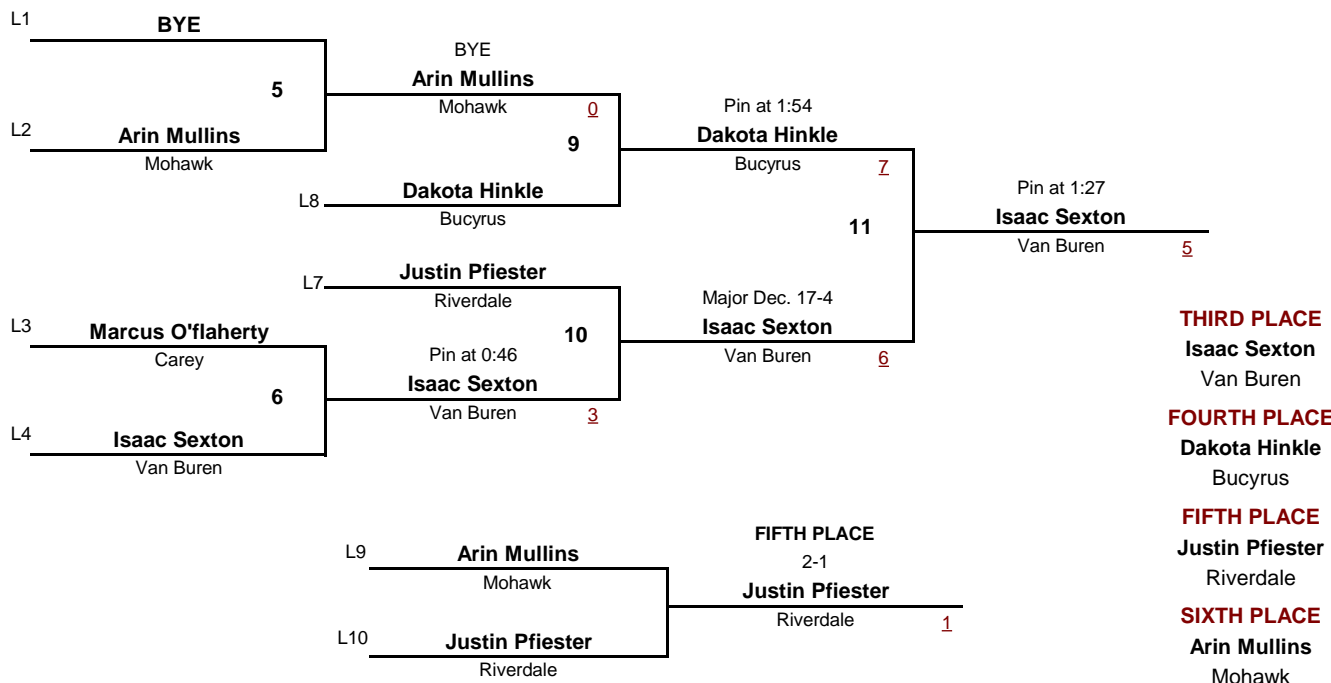 L1
BYE
5
L2
Arin Mullins
Mohawk
BYE
Arin Mullins
Mohawk
0
9
L8
Dakota Hinkle
Bucyrus
Pin at 1:54
Dakota Hinkle
Bucyrus
7
11
Pin at 1:27
Isaac Sexton
Van Buren
5
L7
Justin Pfiester
Riverdale
10
L3
Marcus O'flaherty
Carey
6
L4
Isaac Sexton
Van Buren
Pin at 0:46
Isaac Sexton
Van Buren
3
Major Dec. 17-4
Isaac Sexton
Van Buren
6
THIRD PLACE
Isaac Sexton
Van Buren
FOURTH PLACE
Dakota Hinkle
Bucyrus
FIFTH PLACE
Justin Pfiester
Riverdale
SIXTH PLACE
Arin Mullins
Mohawk
L9
Arin Mullins
Mohawk
L10
Justin Pfiester
Riverdale
FIFTH PLACE
2-1
Justin Pfiester
Riverdale
1